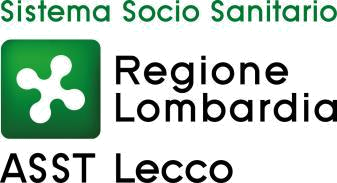 Sistema Socio Sanitario
Regione
Lombardia
ASST Lecco